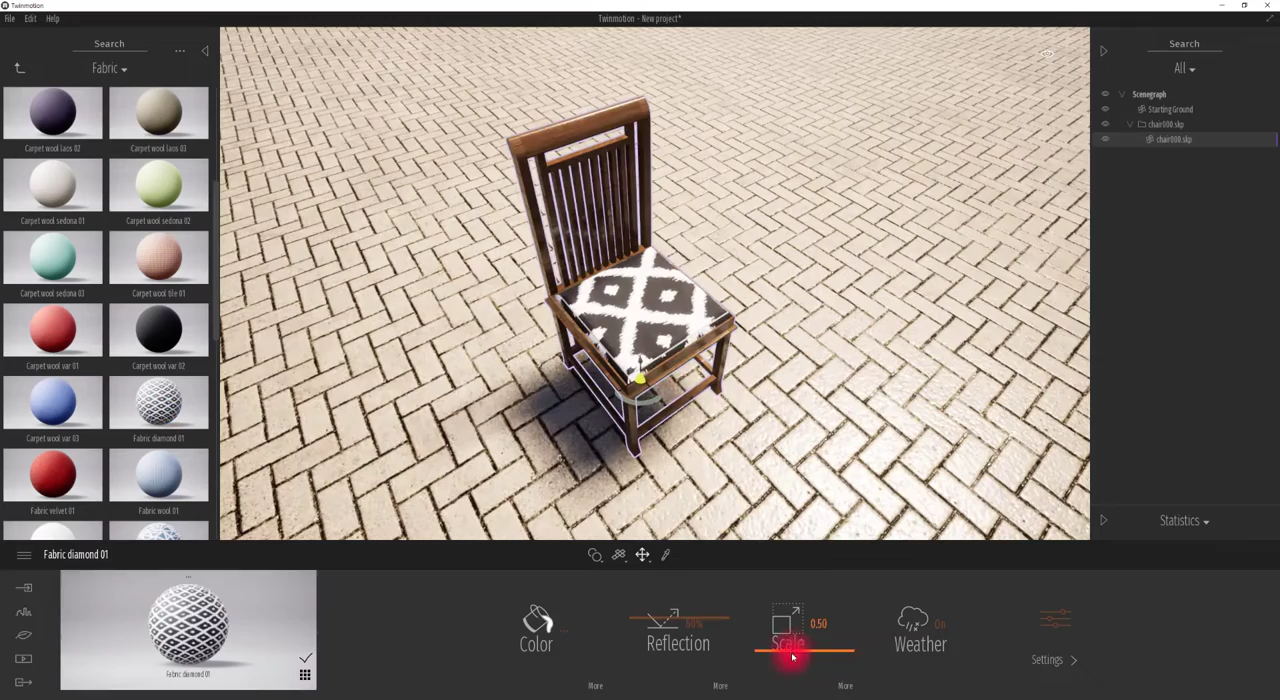 Twinmotion
File Edit Help
Twinmotion - New project*
Search
...
Fabric
Carpet wool laos 02
Carpet wool laos 03
Carpet wool sedona 01
Carpet wool sedona 02
Carpet wool sedona 03
Carpet wool tile 01
Carpet wool var 01
Carpet wool var 02
Carpet wool var 03
Fabric diamond 01
Fabric velvet 01
Fabric wool 01
Search
All
Scenegraph
Starting Ground
chair000.skp
chair000.skp
Statistics
Fabric diamond 01
Fabric diamond 01
Color
...
Reflection
50%
Scale
0.50
Weather
On
Settings
More
More
More